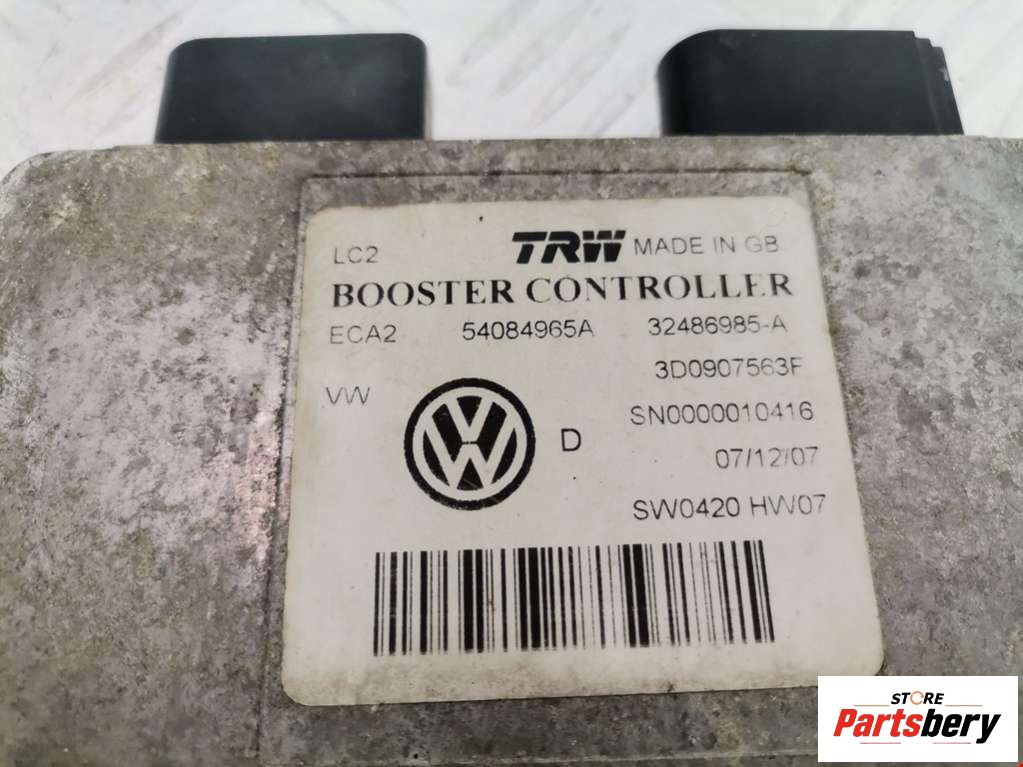 LC2 TRW MADE IN GB
BOOSTER CONTROLLER
ECA2 54084965A 32486985-A
3D0907563F
VW
SN0000010416
D
07/12/07
SW0420 HW07
STORE
Partsbery